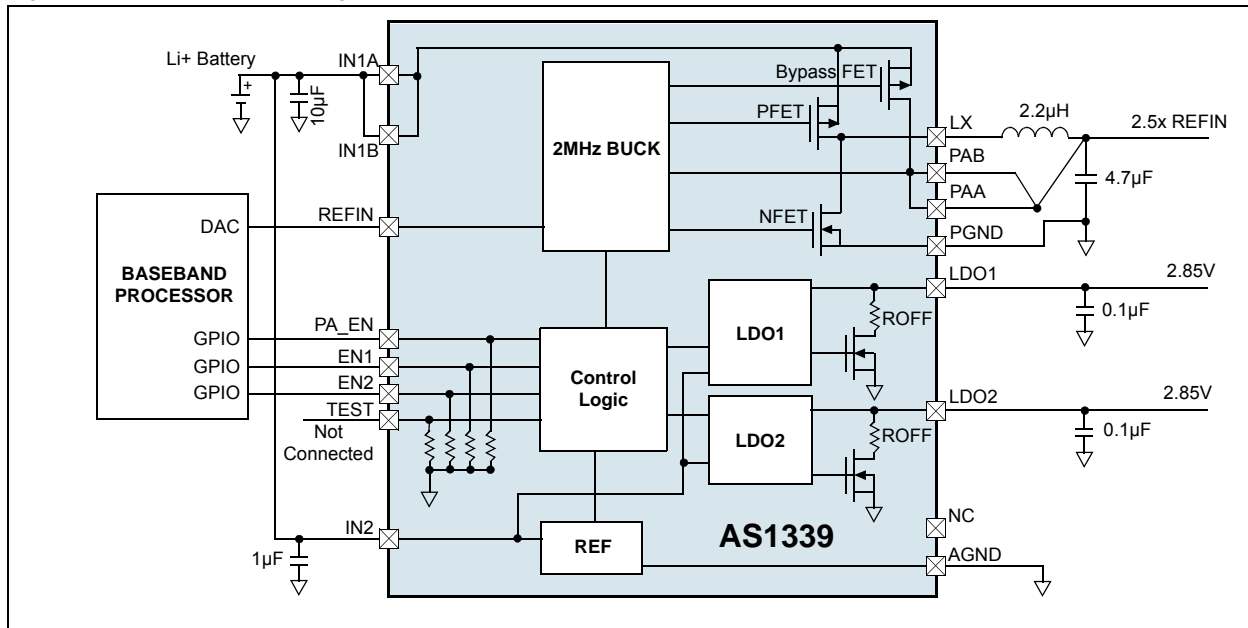 Li+ Battery
+
10µF
IN1A
IN1B
Bypass FET
PFET
2MHz BUCK
LX
2.2µH
2.5x REFIN
PAB
PAA
4.7µF
PGND
NFET
BASEBAND
PROCESSOR
DAC
REFIN
GPIO
PA_EN
GPIO
EN1
GPIO
EN2
TEST
Not
Connected
Control
Logic
LDO1
ROFF
LDO1
2.85V
0.1µF
LDO2
ROFF
LDO2
2.85V
0.1µF
IN2
1µF
REF
AS1339
NC
AGND